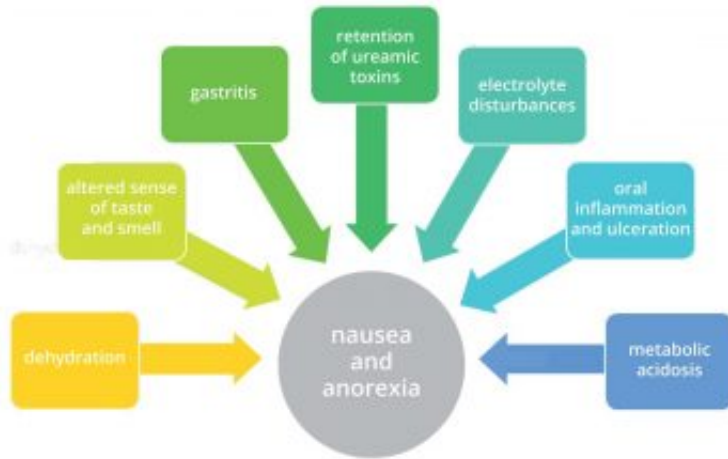 retention
of ureamic
toxins
gastritis
electrolyte
disturbances
altered sense
of taste
and smell
oral
inflammation
and ulceration
dehydration
nausea
and
anorexia
metabolic
acidosis